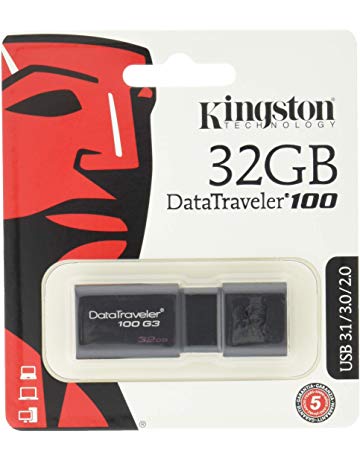 Kingston
TECHNOLOGY
32GB
DataTraveler® 100
DataTraveler®
100 G3
32GB
USB 3.1/3.0/2.0
5